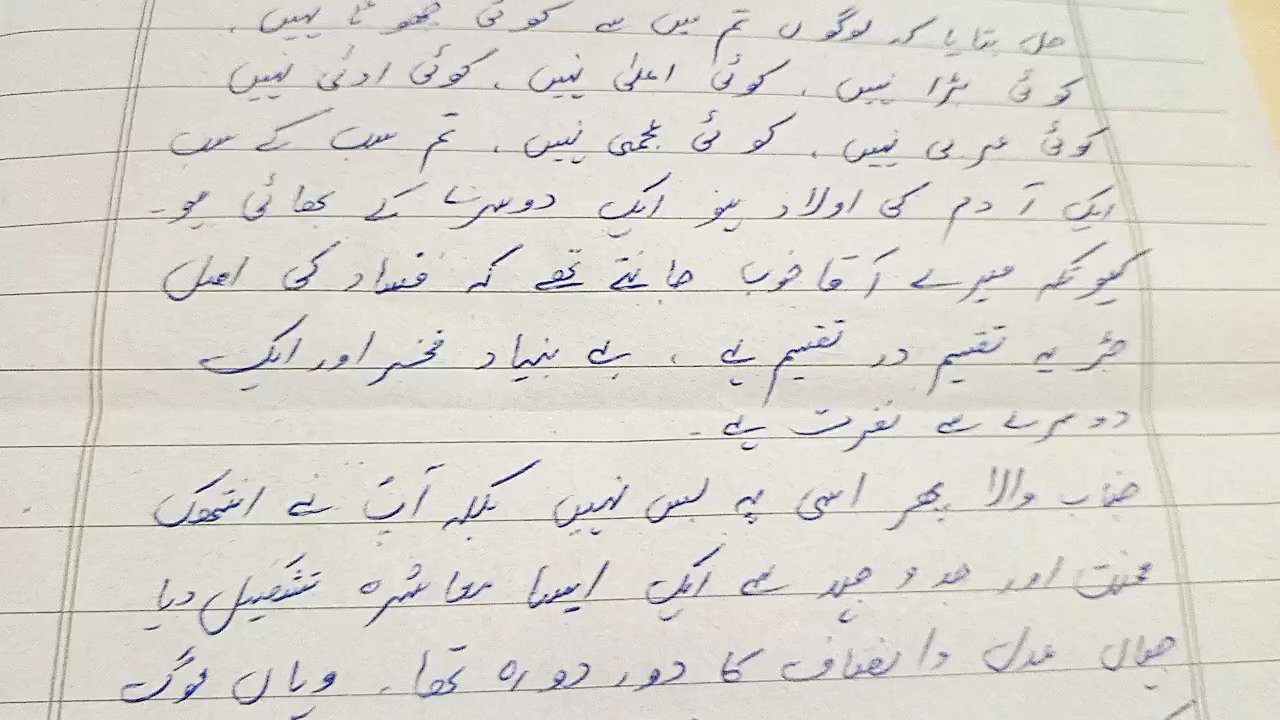 حل بتایا کہ لوگوں تم میں سے کوئی چھوٹا نہیں ،
کوئی بڑا نہیں ، کوئی اعلیٰ نہیں ، کوئی ادنیٰ نہیں
کوئی عربی نہیں ، کوئی عجمی نہیں ، تم سب کے سب
ایک آدم کی اولاد ہو ایک دوسرے کے بھائی ہو۔
کیونکہ میرے آقا خوب جانتے تھے کہ فساد کی اصل
جڑ یہ تقسیم در تقسیم ہے ، بے بنیاد فخر اور ایک
دوسرے سے نفرت ہے۔
جناب والا پھر اسی پہ بس نہیں بلکہ آپؐ نے انتھک
محنت اور جدوجہد سے ایک ایسا معاشرہ تشکیل دیا
جہاں عدل وانصاف کا دور دورہ تھا۔ وہاں لوگ